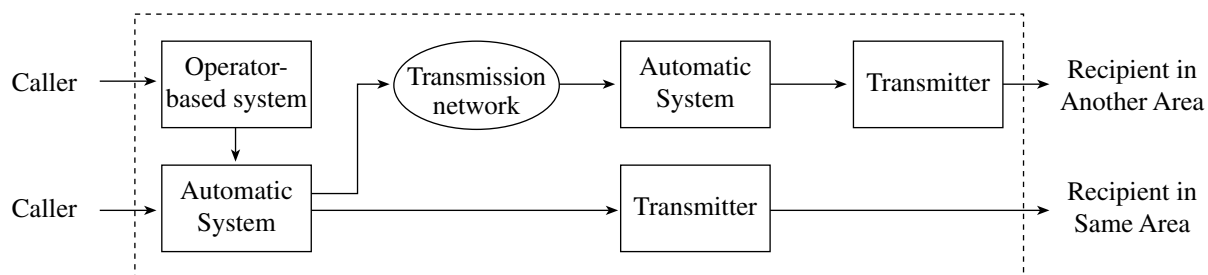 Caller
Operator-
based system
Transmission
network
Automatic
System
Transmitter
Recipient in
Another Area
Caller
Automatic
System
Transmitter
Recipient in
Same Area